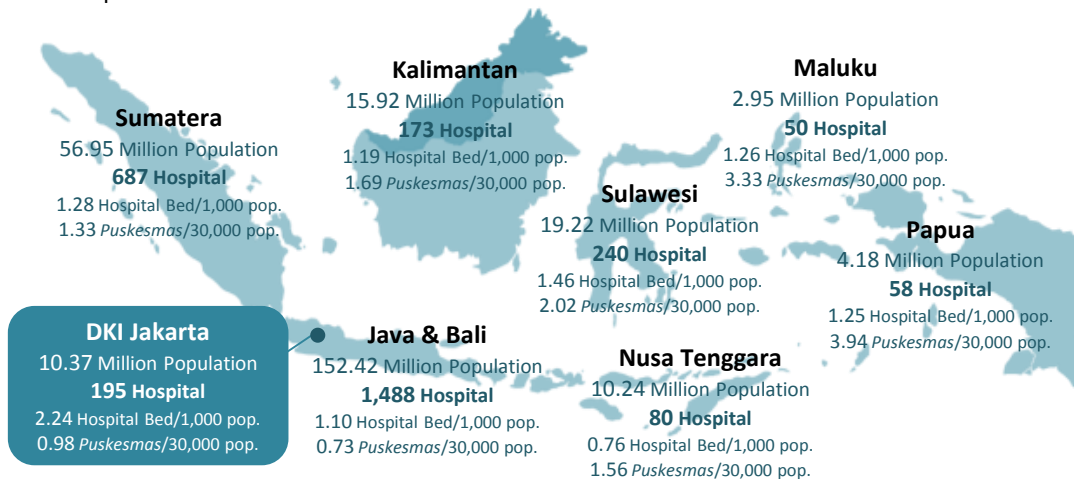 Kalimantan
15.92 Million Population
173 Hospital
1.19 Hospital Bed/1,000 pop.
1.69 Puskesmas/30,000 pop.
Maluku
2.95 Million Population
50 Hospital
1.26 Hospital Bed/1,000 pop.
3.33 Puskesmas/30,000 pop.
Sumatera
56.95 Million Population
687 Hospital
1.28 Hospital Bed/1,000 pop.
1.33 Puskesmas/30,000 pop.
Sulawesi
19.22 Million Population
240 Hospital
1.46 Hospital Bed/1,000 pop.
2.02 Puskesmas/30,000 pop.
Papua
4.18 Million Population
58 Hospital
1.25 Hospital Bed/1,000 pop.
3.94 Puskesmas/30,000 pop.
DKI Jakarta
10.37 Million Population
195 Hospital
2.24 Hospital Bed/1,000 pop.
0.98 Puskesmas/30,000 pop.
Java & Bali
152.42 Million Population
1,488 Hospital
1.10 Hospital Bed/1,000 pop.
0.73 Puskesmas/30,000 pop.
Nusa Tenggara
10.24 Million Population
80 Hospital
0.76 Hospital Bed/1,000 pop.
1.56 Puskesmas/30,000 pop.